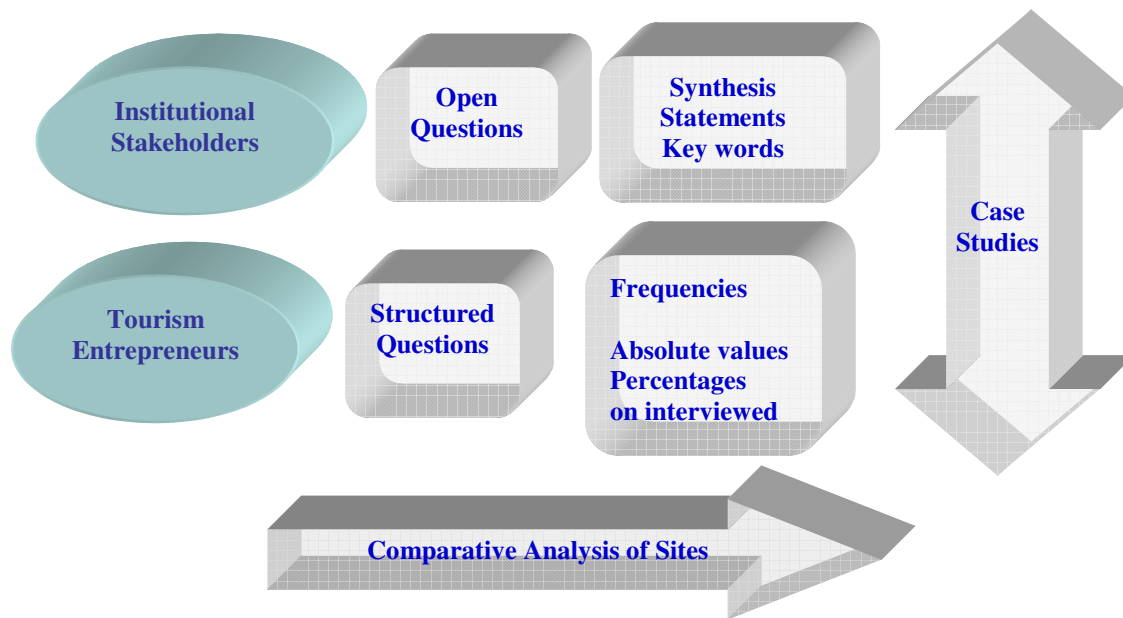 Institutional
Stakeholders
Open
Questions
Synthesis
Statements
Key words
Case
Studies
Tourism
Entrepreneurs
Structured
Questions
Frequencies
Absolute values
Percentages
on interviewed
Comparative Analysis of Sites